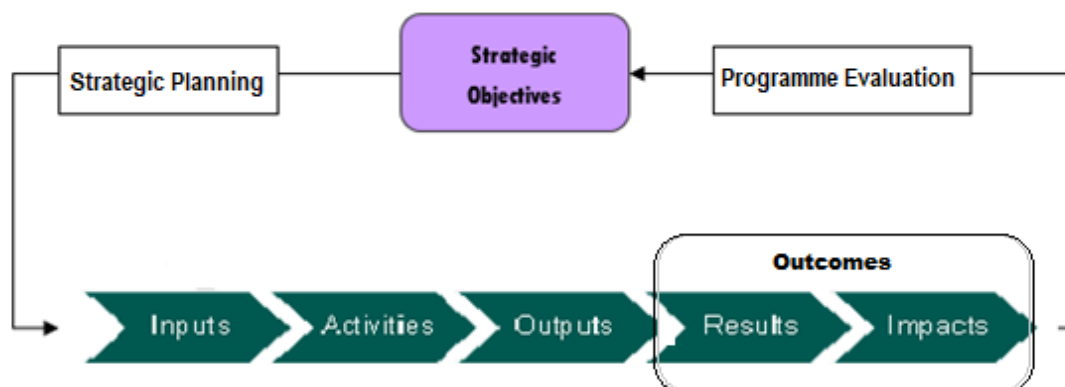 Strategic Planning
Strategic
Objectives
Programme Evaluation
Outcomes
Inputs
Activities
Outputs
Results
Impacts